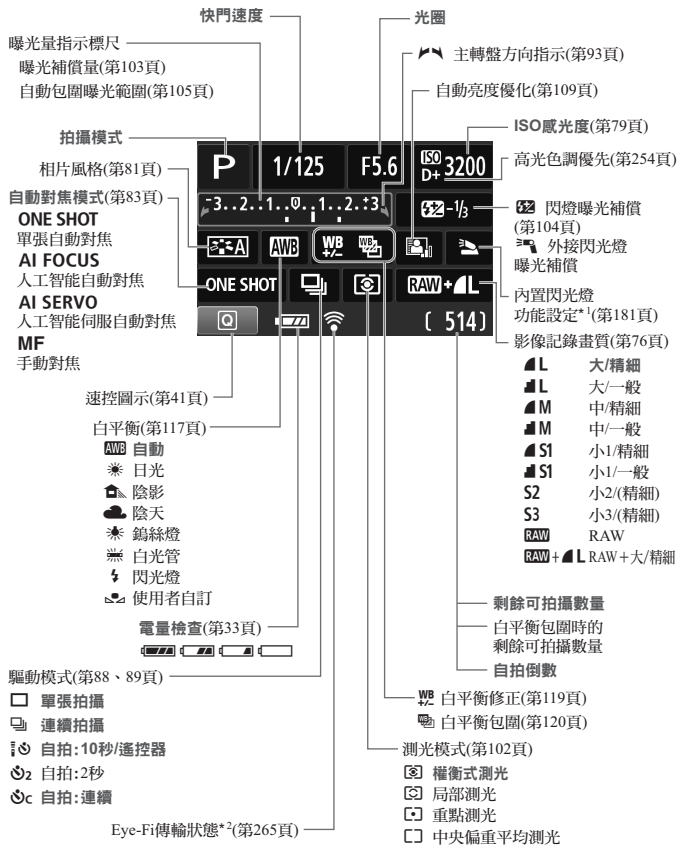 快門速度
光圈
曝光量指示標尺
曝光補償量(第103頁)
自動包圍曝光範圍(第105頁)
主轉盤方向指示(第93頁)
自動亮度優化(第109頁)
拍攝模式
ISO感光度(第79頁)
相片風格(第81頁)
高光色調優先(第254頁)
P 1/125 F5.6 ISO D+ 3200
-3..2..1..0..1..2.+3
-1/3
A AWB WB +/-
ONE SHOT RAW+L
Q [ 514]
自動對焦模式(第83頁)
ONE SHOT
單張自動對焦
AI FOCUS
人工智能自動對焦
AI SERVO
人工智能伺服自動對焦
MF
手動對焦
閃燈曝光補償
(第104頁)
外接閃光燈
曝光補償
內置閃光燈
功能設定*1(第181頁)
影像記錄畫質(第76頁)
L 大/精細
L 大/一般
M 中/精細
M 中/一般
S1 小1/精細
S1 小1/一般
S2 小2/(精細)
S3 小3/(精細)
RAW RAW
RAW+L RAW+大/精細
速控圖示(第41頁)
白平衡(第117頁)
AWB 自動
日光
陰影
陰天
鎢絲燈
白光管
閃光燈
使用者自訂
電量檢查(第33頁)
剩餘可拍攝數量
白平衡包圍時的
剩餘可拍攝數量
自拍倒數
驅動模式(第88、89頁)
單張拍攝
連續拍攝
自拍:10秒/遙控器
2 自拍:2秒
C 自拍:連續
WB +/- 白平衡修正(第119頁)
白平衡包圍(第120頁)
測光模式(第102頁)
權衡式測光
局部測光
重點測光
中央偏重平均測光
Eye-Fi傳輸狀態*2(第265頁)